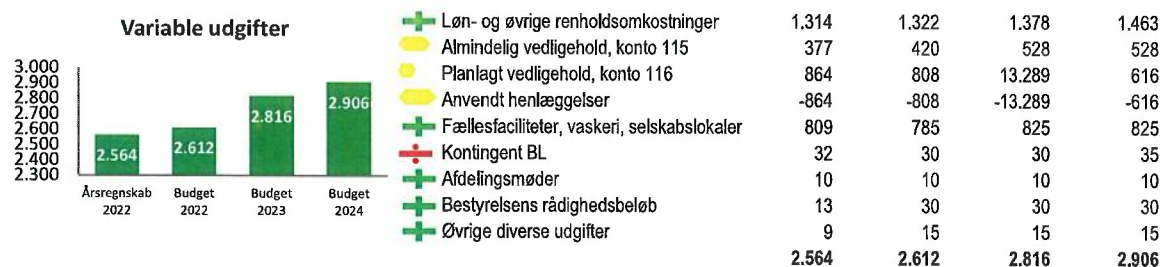 Variable udgifter
3.000
2.900
2.800
2.700
2.600
2.500
2.400
2.300
2.564
2.612
2.816
2.906
Årsregnskab 2022
Budget 2022
Budget 2023
Budget 2024
Løn- og øvrige renholdsomkostninger 1.314 1.322 1.378 1.463
Almindelig vedligehold, konto 115 377 420 528 528
Planlagt vedligehold, konto 116 864 808 13.289 616
Anvendt henlæggelser -864 -808 -13.289 -616
Fællesfaciliteter, vaskeri, selskabslokaler 809 785 825 825
Kontingent BL 32 30 30 35
Afdelingsmøder 10 10 10 10
Bestyrelsens rådighedsbeløb 13 30 30 30
Øvrige diverse udgifter 9 15 15 15
2.564 2.612 2.816 2.906